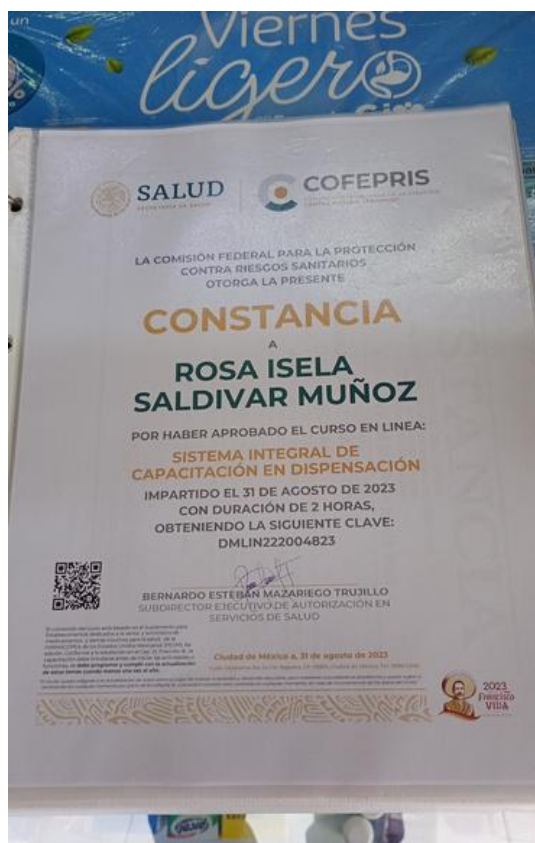 un
Viernes
ligero
SALUD
SECRETARÍA DE SALUD
COFEPRIS
LA COMISIÓN FEDERAL PARA LA PROTECCIÓN
CONTRA RIESGOS SANITARIOS
OTORGA LA PRESENTE
CONSTANCIA
A
ROSA ISELA
SALDIVAR MUÑOZ
POR HABER APROBADO EL CURSO EN LINEA:
SISTEMA INTEGRAL DE
CAPACITACIÓN EN DISPENSACIÓN
IMPARTIDO EL 31 DE AGOSTO DE 2023
CON DURACIÓN DE 2 HORAS,
OBTENIENDO LA SIGUIENTE CLAVE:
DMLIN222004823
BERNARDO ESTEBAN MAZARIEGO TRUJILLO
SUBDIRECTOR EJECUTIVO DE AUTORIZACIÓN EN
SERVICIOS DE SALUD
Ciudad de México a, 31 de agosto de 2023
2023
Francisco
VILLA